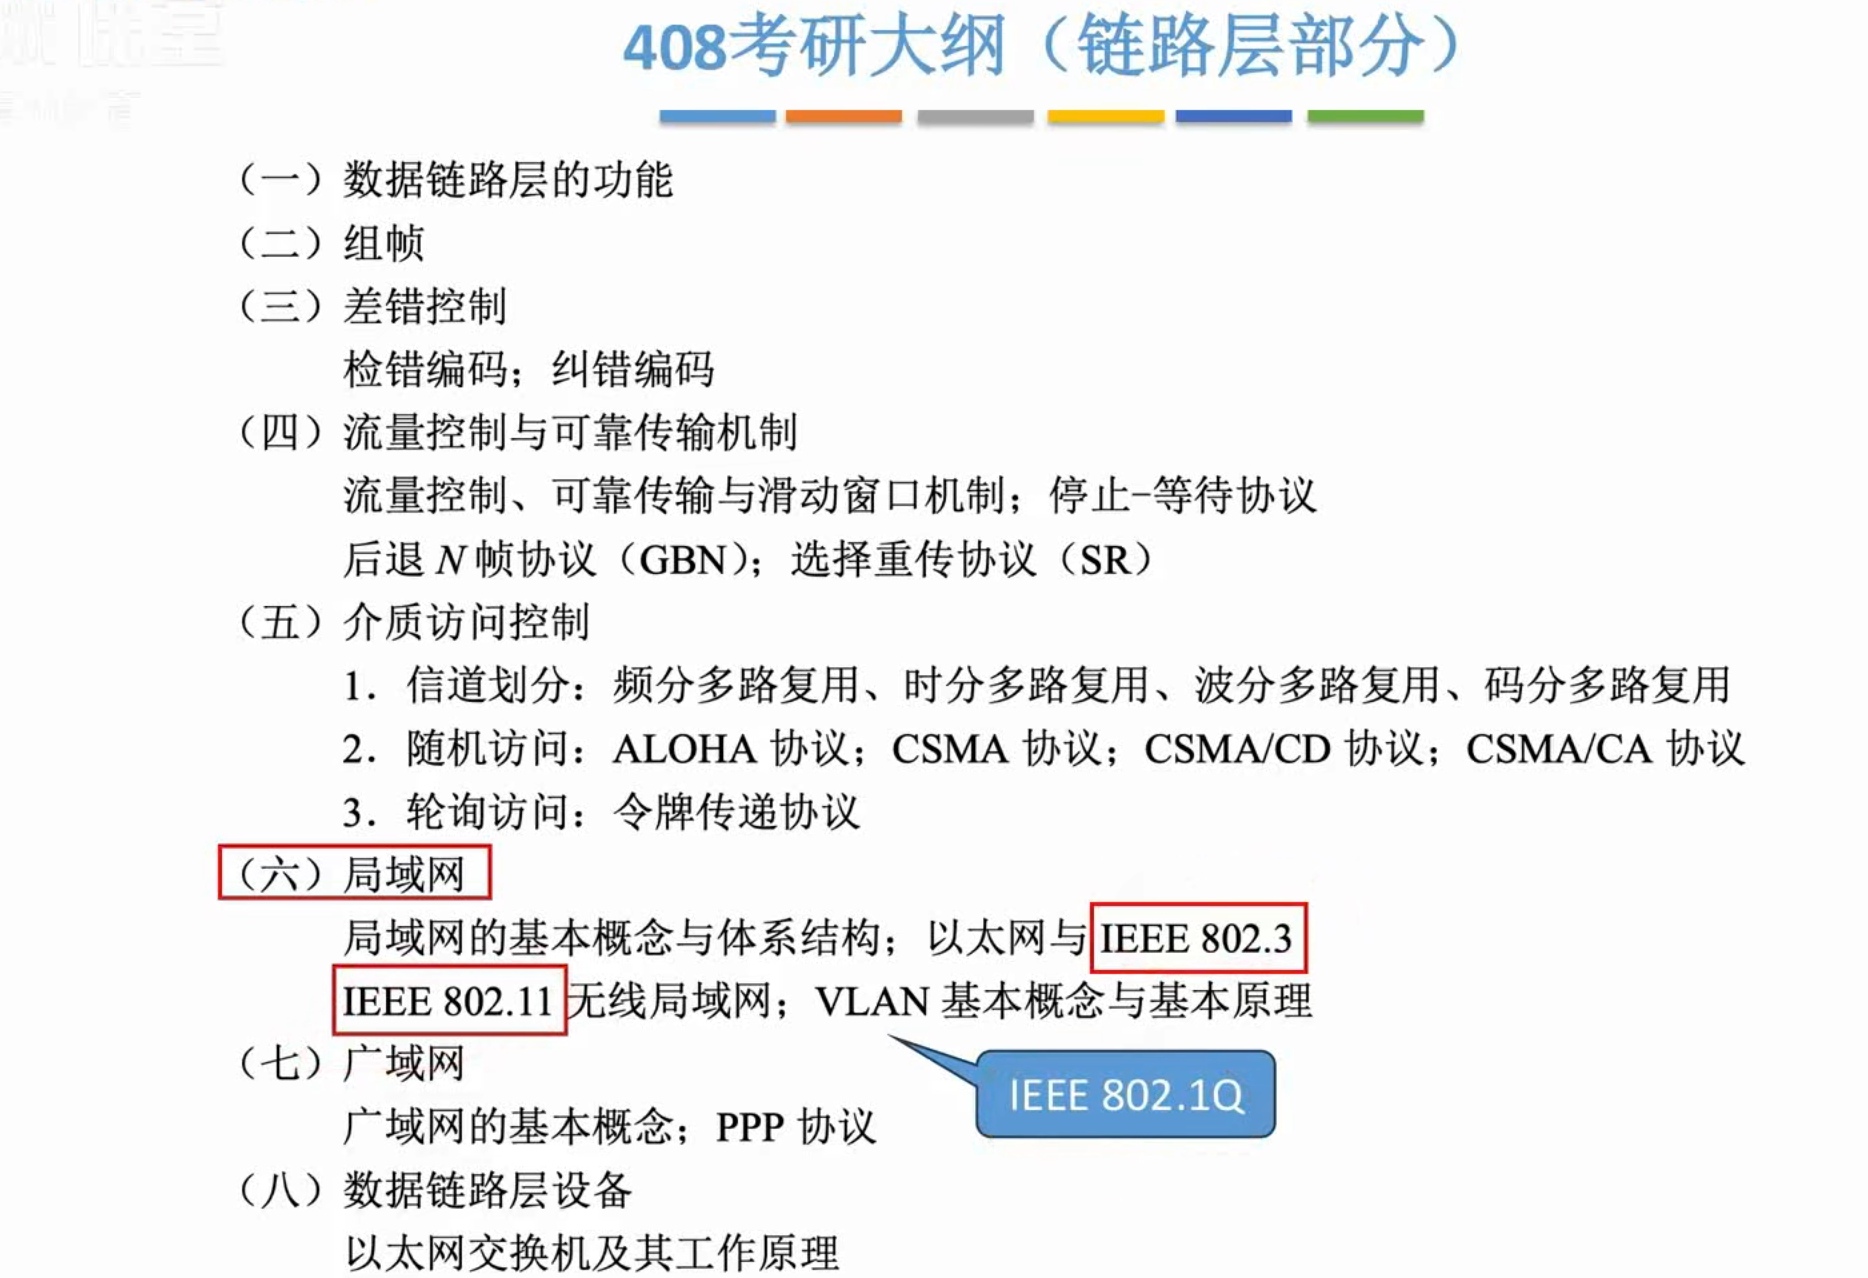 408考研大纲（链路层部分）
（一）数据链路层的功能
（二）组帧
（三）差错控制
检错编码；纠错编码
（四）流量控制与可靠传输机制
流量控制、可靠传输与滑动窗口机制；停止-等待协议
后退 N 帧协议（GBN）；选择重传协议（SR）
（五）介质访问控制
1. 信道划分：频分多路复用、时分多路复用、波分多路复用、码分多路复用
2. 随机访问：ALOHA 协议；CSMA 协议；CSMA/CD 协议；CSMA/CA 协议
3. 轮询访问：令牌传递协议
（六）局域网
局域网的基本概念与体系结构；以太网与 IEEE 802.3
IEEE 802.11 无线局域网；VLAN 基本概念与基本原理
（七）广域网
IEEE 802.1Q
广域网的基本概念；PPP 协议
（八）数据链路层设备
以太网交换机及其工作原理